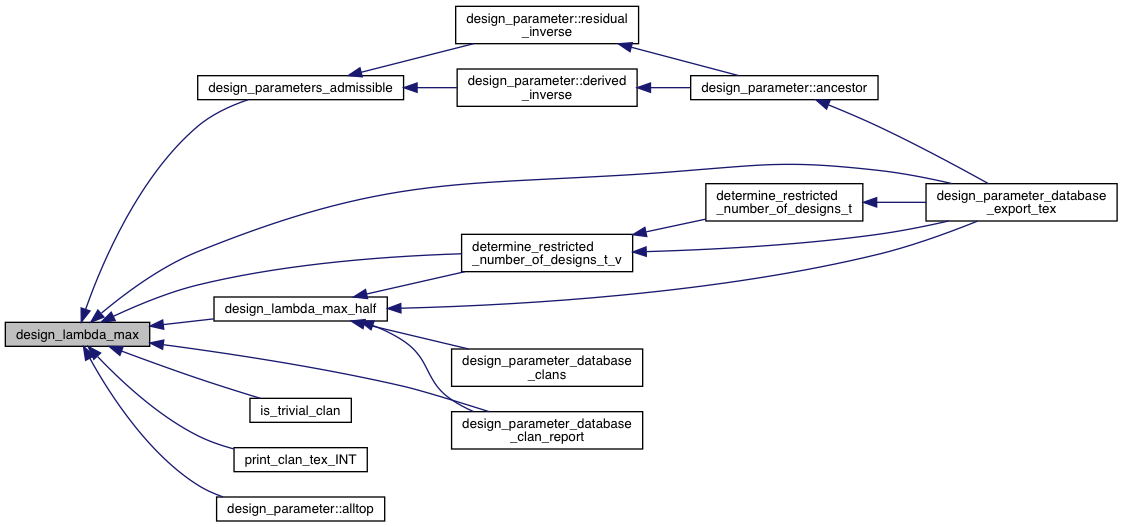 design_parameter::residual
_inverse
design_parameters_admissible
design_parameter::derived
_inverse
design_parameter::ancestor
determine_restricted
_number_of_designs_t
design_parameter_database
_export_tex
determine_restricted
_number_of_designs_t_v
design_lambda_max_half
design_lambda_max
design_parameter_database
_clans
is_trivial_clan
design_parameter_database
_clan_report
print_clan_tex_INT
design_parameter::alltop